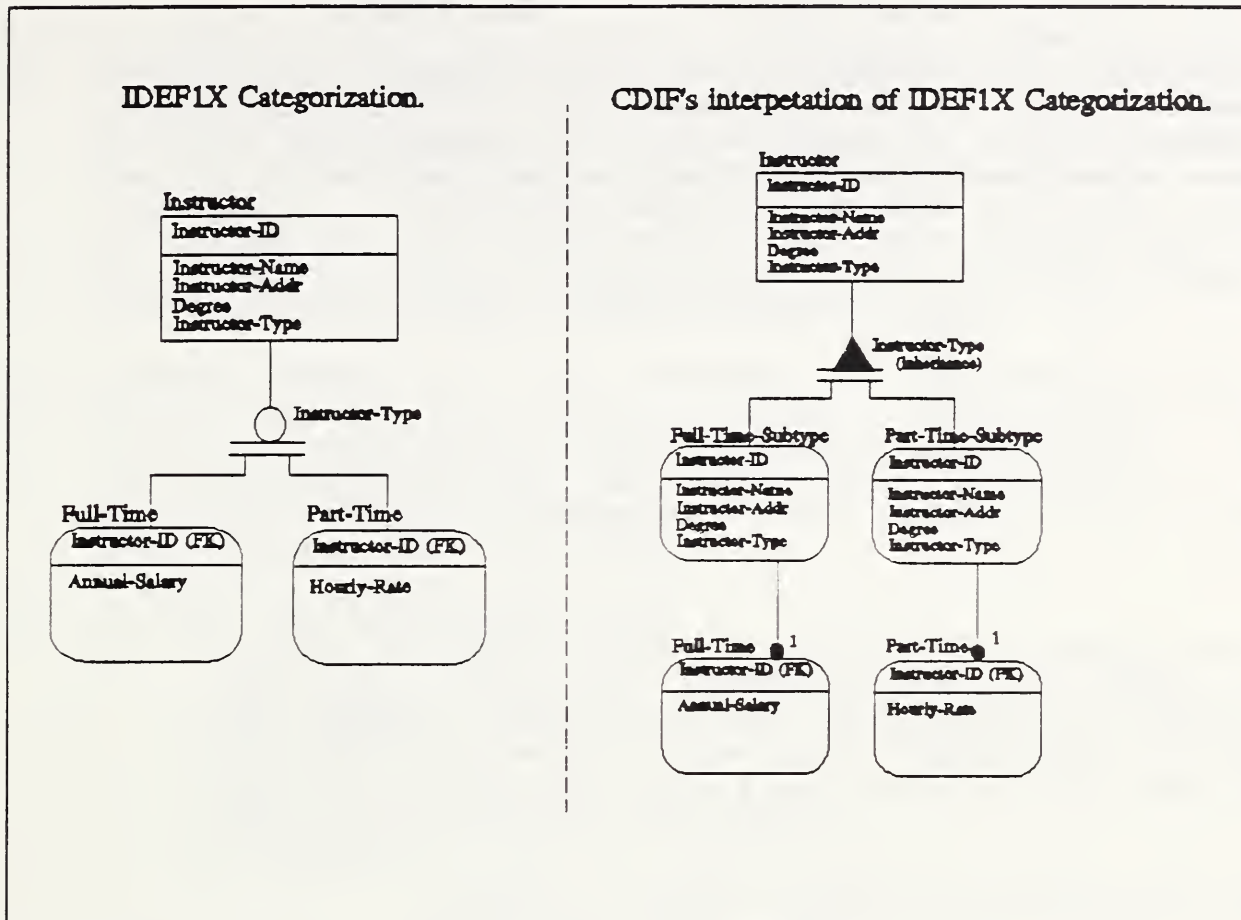 IDEF1X Categorization.
Instructor
Instructor-ID
Instructor-Name
Instructor-Addr
Degree
Instructor-Type
Instructor-Type
Full-Time
Instructor-ID (FK)
Annual-Salary
Part-Time
Instructor-ID (FK)
Hourly-Rate
CDIF's interpetation of IDEF1X Categorization.
Instructor
Instructor-ID
Instructor-Name
Instructor-Addr
Degree
Instructor-Type
Instructor-Type
(Inheritance)
Full-Time-Subtype
Instructor-ID
Instructor-Name
Instructor-Addr
Degree
Instructor-Type
Part-Time-Subtype
Instructor-ID
Instructor-Name
Instructor-Addr
Degree
Instructor-Type
Full-Time 1
Instructor-ID (FK)
Annual-Salary
Part-Time 1
Instructor-ID (FK)
Hourly-Rate